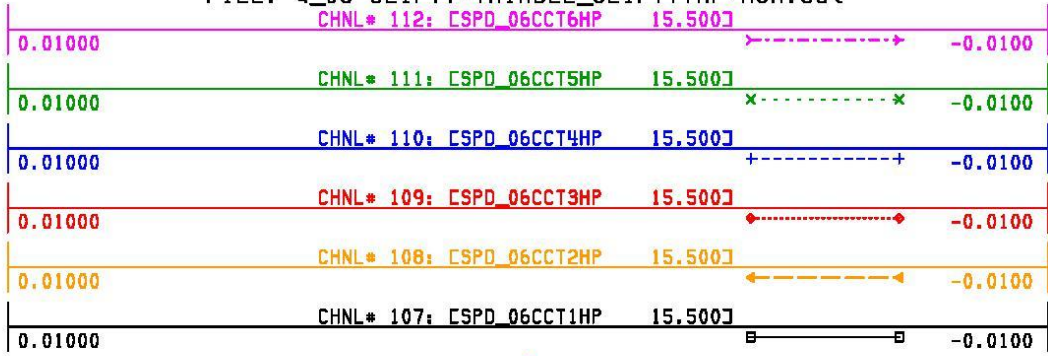 CHNL# 112: [SPD_06CCT6HP 15.500]
0.01000 -0.0100
CHNL# 111: [SPD_06CCT5HP 15.500]
0.01000 -0.0100
CHNL# 110: [SPD_06CCT4HP 15.500]
0.01000 -0.0100
CHNL# 109: [SPD_06CCT3HP 15.500]
0.01000 -0.0100
CHNL# 108: [SPD_06CCT2HP 15.500]
0.01000 -0.0100
CHNL# 107: [SPD_06CCT1HP 15.500]
0.01000 -0.0100